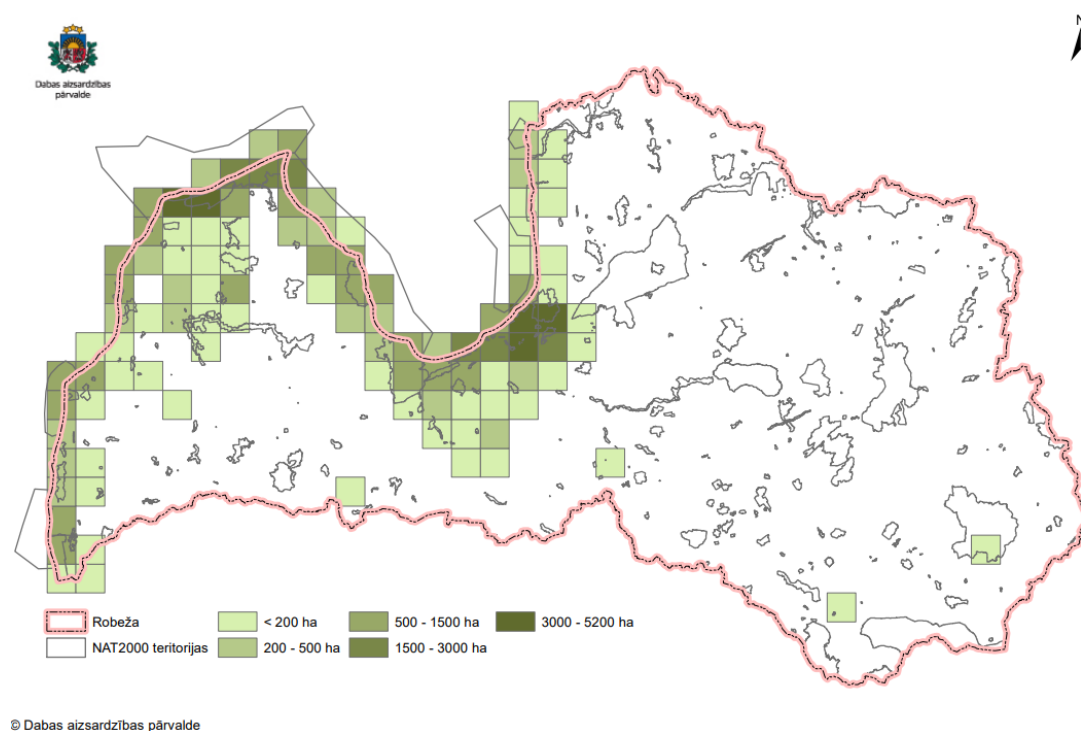 N
Dabas aizsardzības
pārvalde
Robeža
NAT2000 teritorijas
< 200 ha
200 - 500 ha
500 - 1500 ha
1500 - 3000 ha
3000 - 5200 ha
© Dabas aizsardzības pārvalde